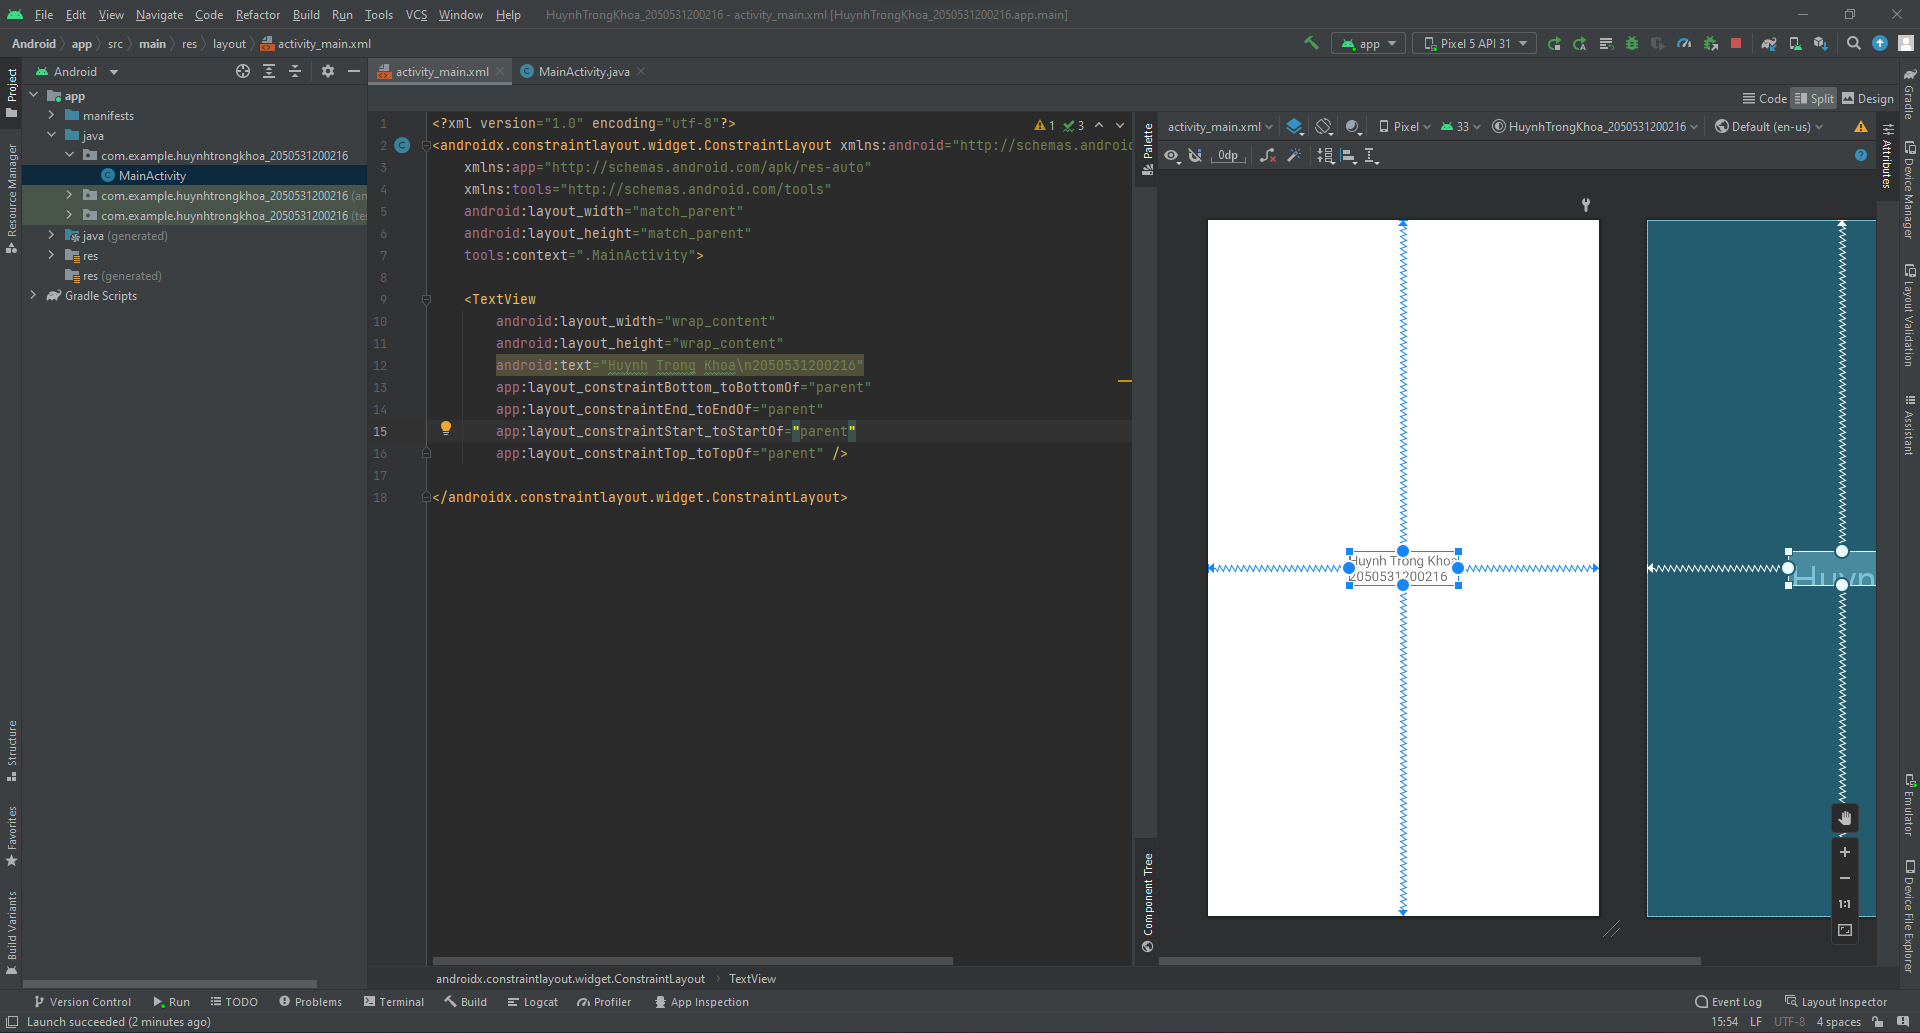 File Edit View Navigate Code Refactor Build Run Tools VCS Window Help HuynhTrongKhoa_2050531200216 - activity_main.xml [HuynhTrongKhoa_2050531200216.app.main]
Android app src main res layout activity_main.xml app Pixel 5 API 31
Android activity_main.xml MainActivity.java
Code Split Design
Project
Resource Manager
Structure
Favorites
Build Variants
app
manifests
java
com.example.huynhtrongkhoa_2050531200216
MainActivity
com.example.huynhtrongkhoa_2050531200216 (an
com.example.huynhtrongkhoa_2050531200216 (te
java (generated)
res
res (generated)
Gradle Scripts
1 <?xml version="1.0" encoding="utf-8"?> 1 3
2 <androidx.constraintlayout.widget.ConstraintLayout xmlns:android="http://schemas.android
3 xmlns:app="http://schemas.android.com/apk/res-auto"
4 xmlns:tools="http://schemas.android.com/tools"
5 android:layout_width="match_parent"
6 android:layout_height="match_parent"
7 tools:context=".MainActivity">
8
9 <TextView
10 android:layout_width="wrap_content"
11 android:layout_height="wrap_content"
12 android:text="Huynh Trong Khoa\n2050531200216"
13 app:layout_constraintBottom_toBottomOf="parent"
14 app:layout_constraintEnd_toEndOf="parent"
15 app:layout_constraintStart_toStartOf="parent"
16 app:layout_constraintTop_toTopOf="parent" />
17
18 </androidx.constraintlayout.widget.ConstraintLayout>
Palette
Component Tree
activity_main.xml Pixel 33 HuynhTrongKhoa_2050531200216 Default (en-us)
0dp
Huynh Trong Khoa
2050531200216
Huyn
1:1
Gradle
Attributes
Device Manager
Layout Validation
Assistant
Emulator
Device File Explorer
androidx.constraintlayout.widget.ConstraintLayout TextView
Version Control Run TODO Problems Terminal Build Logcat Profiler App Inspection Event Log Layout Inspector
Launch succeeded (2 minutes ago) 15:54 LF UTF-8 4 spaces